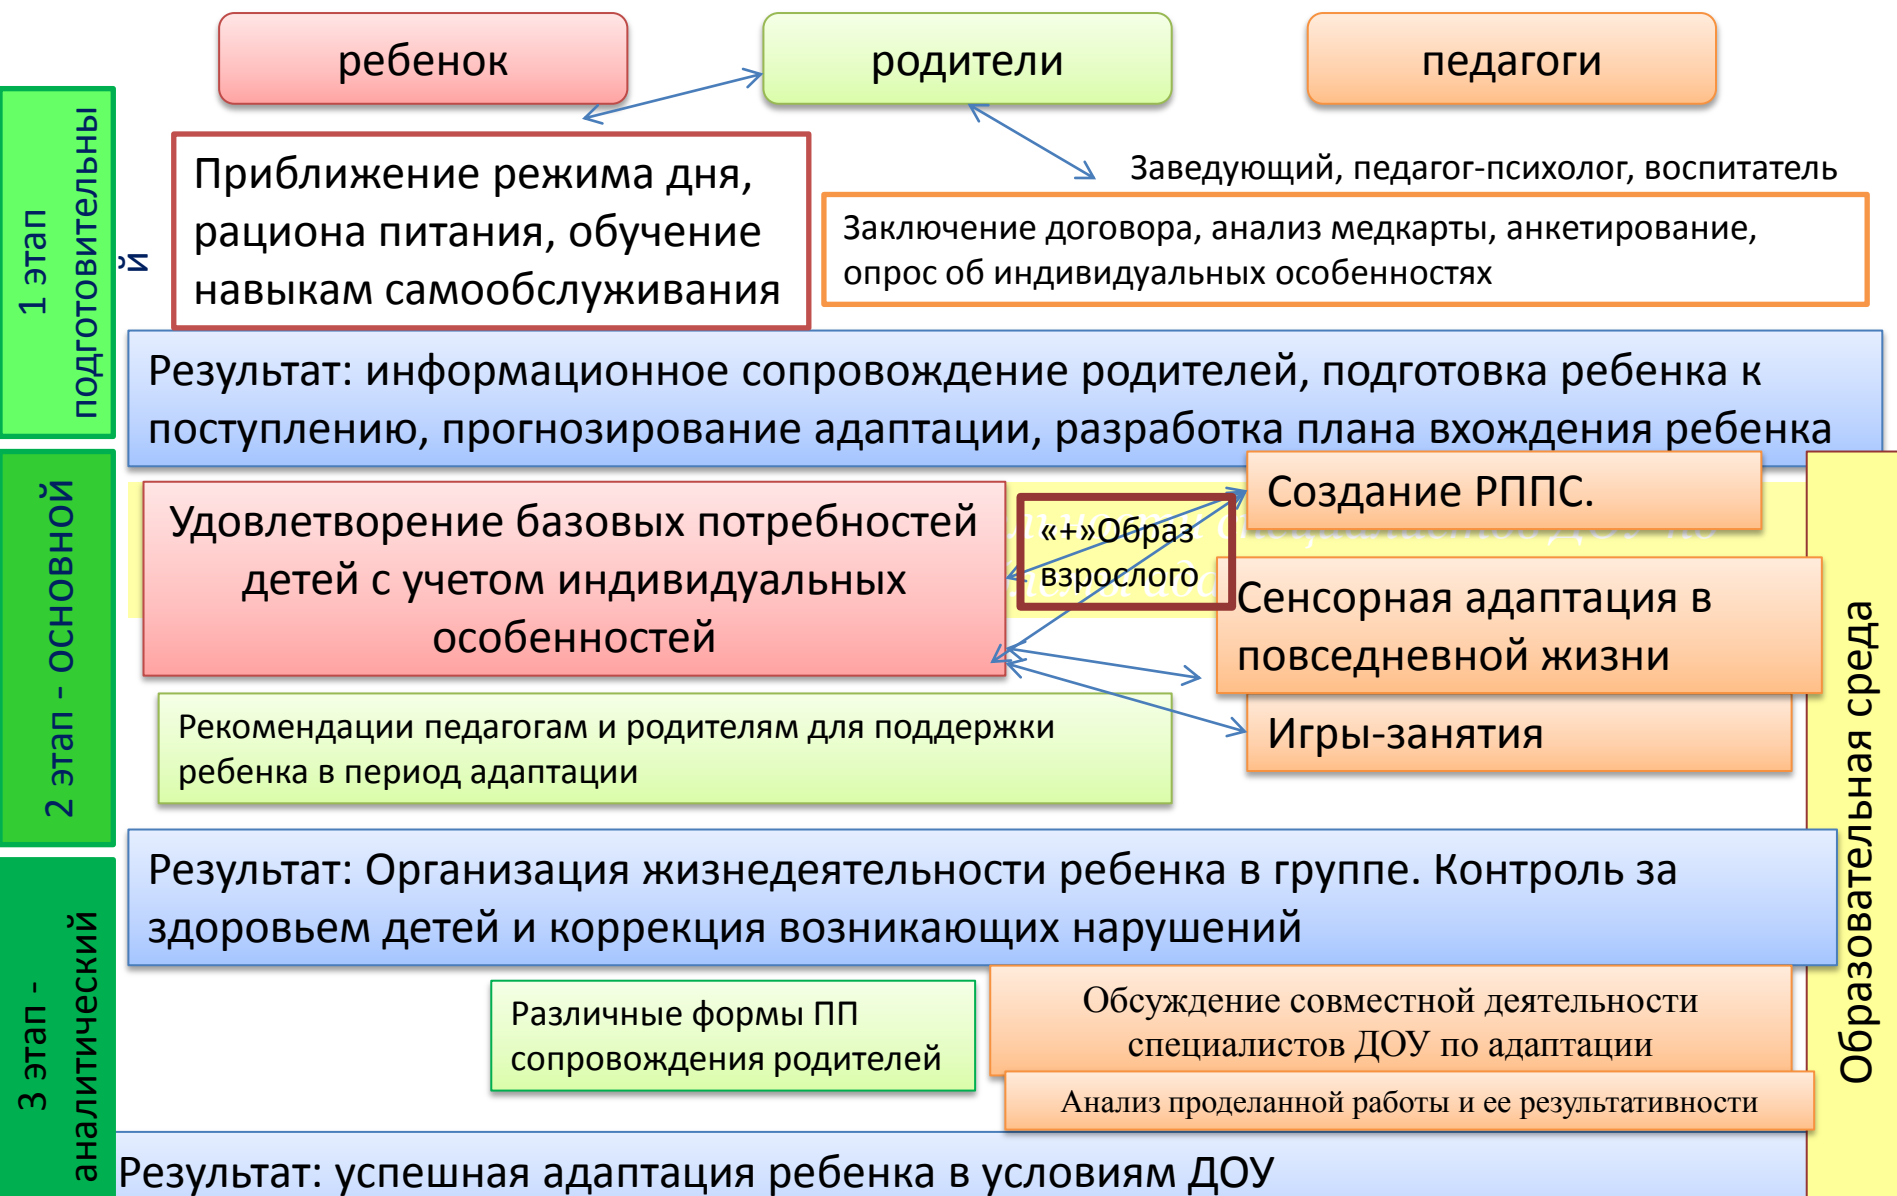 ребенок
родители
педагоги
1 этап
подготовительны
й
Приближение режима дня,
рациона питания, обучение
навыкам самообслуживания
Заведующий, педагог-психолог, воспитатель
Заключение договора, анализ медкарты, анкетирование,
опрос об индивидуальных особенностях
Результат: информационное сопровождение родителей, подготовка ребенка к
поступлению, прогнозирование адаптации, разработка плана вхождения ребенка
2 этап - основной
Удовлетворение базовых потребностей
детей с учетом индивидуальных
особенностей
«+»Образ
взрослого
Создание РППС.
Сенсорная адаптация в
повседневной жизни
Игры-занятия
Рекомендации педагогам и родителям для поддержки
ребенка в период адаптации
Образовательная среда
Результат: Организация жизнедеятельности ребенка в группе. Контроль за
здоровьем детей и коррекция возникающих нарушений
3 этап -
аналитический
Различные формы ПП
сопровождения родителей
Обсуждение совместной деятельности
специалистов ДОУ по адаптации
Анализ проделанной работы и ее результативности
Результат: успешная адаптация ребенка в условиям ДОУ